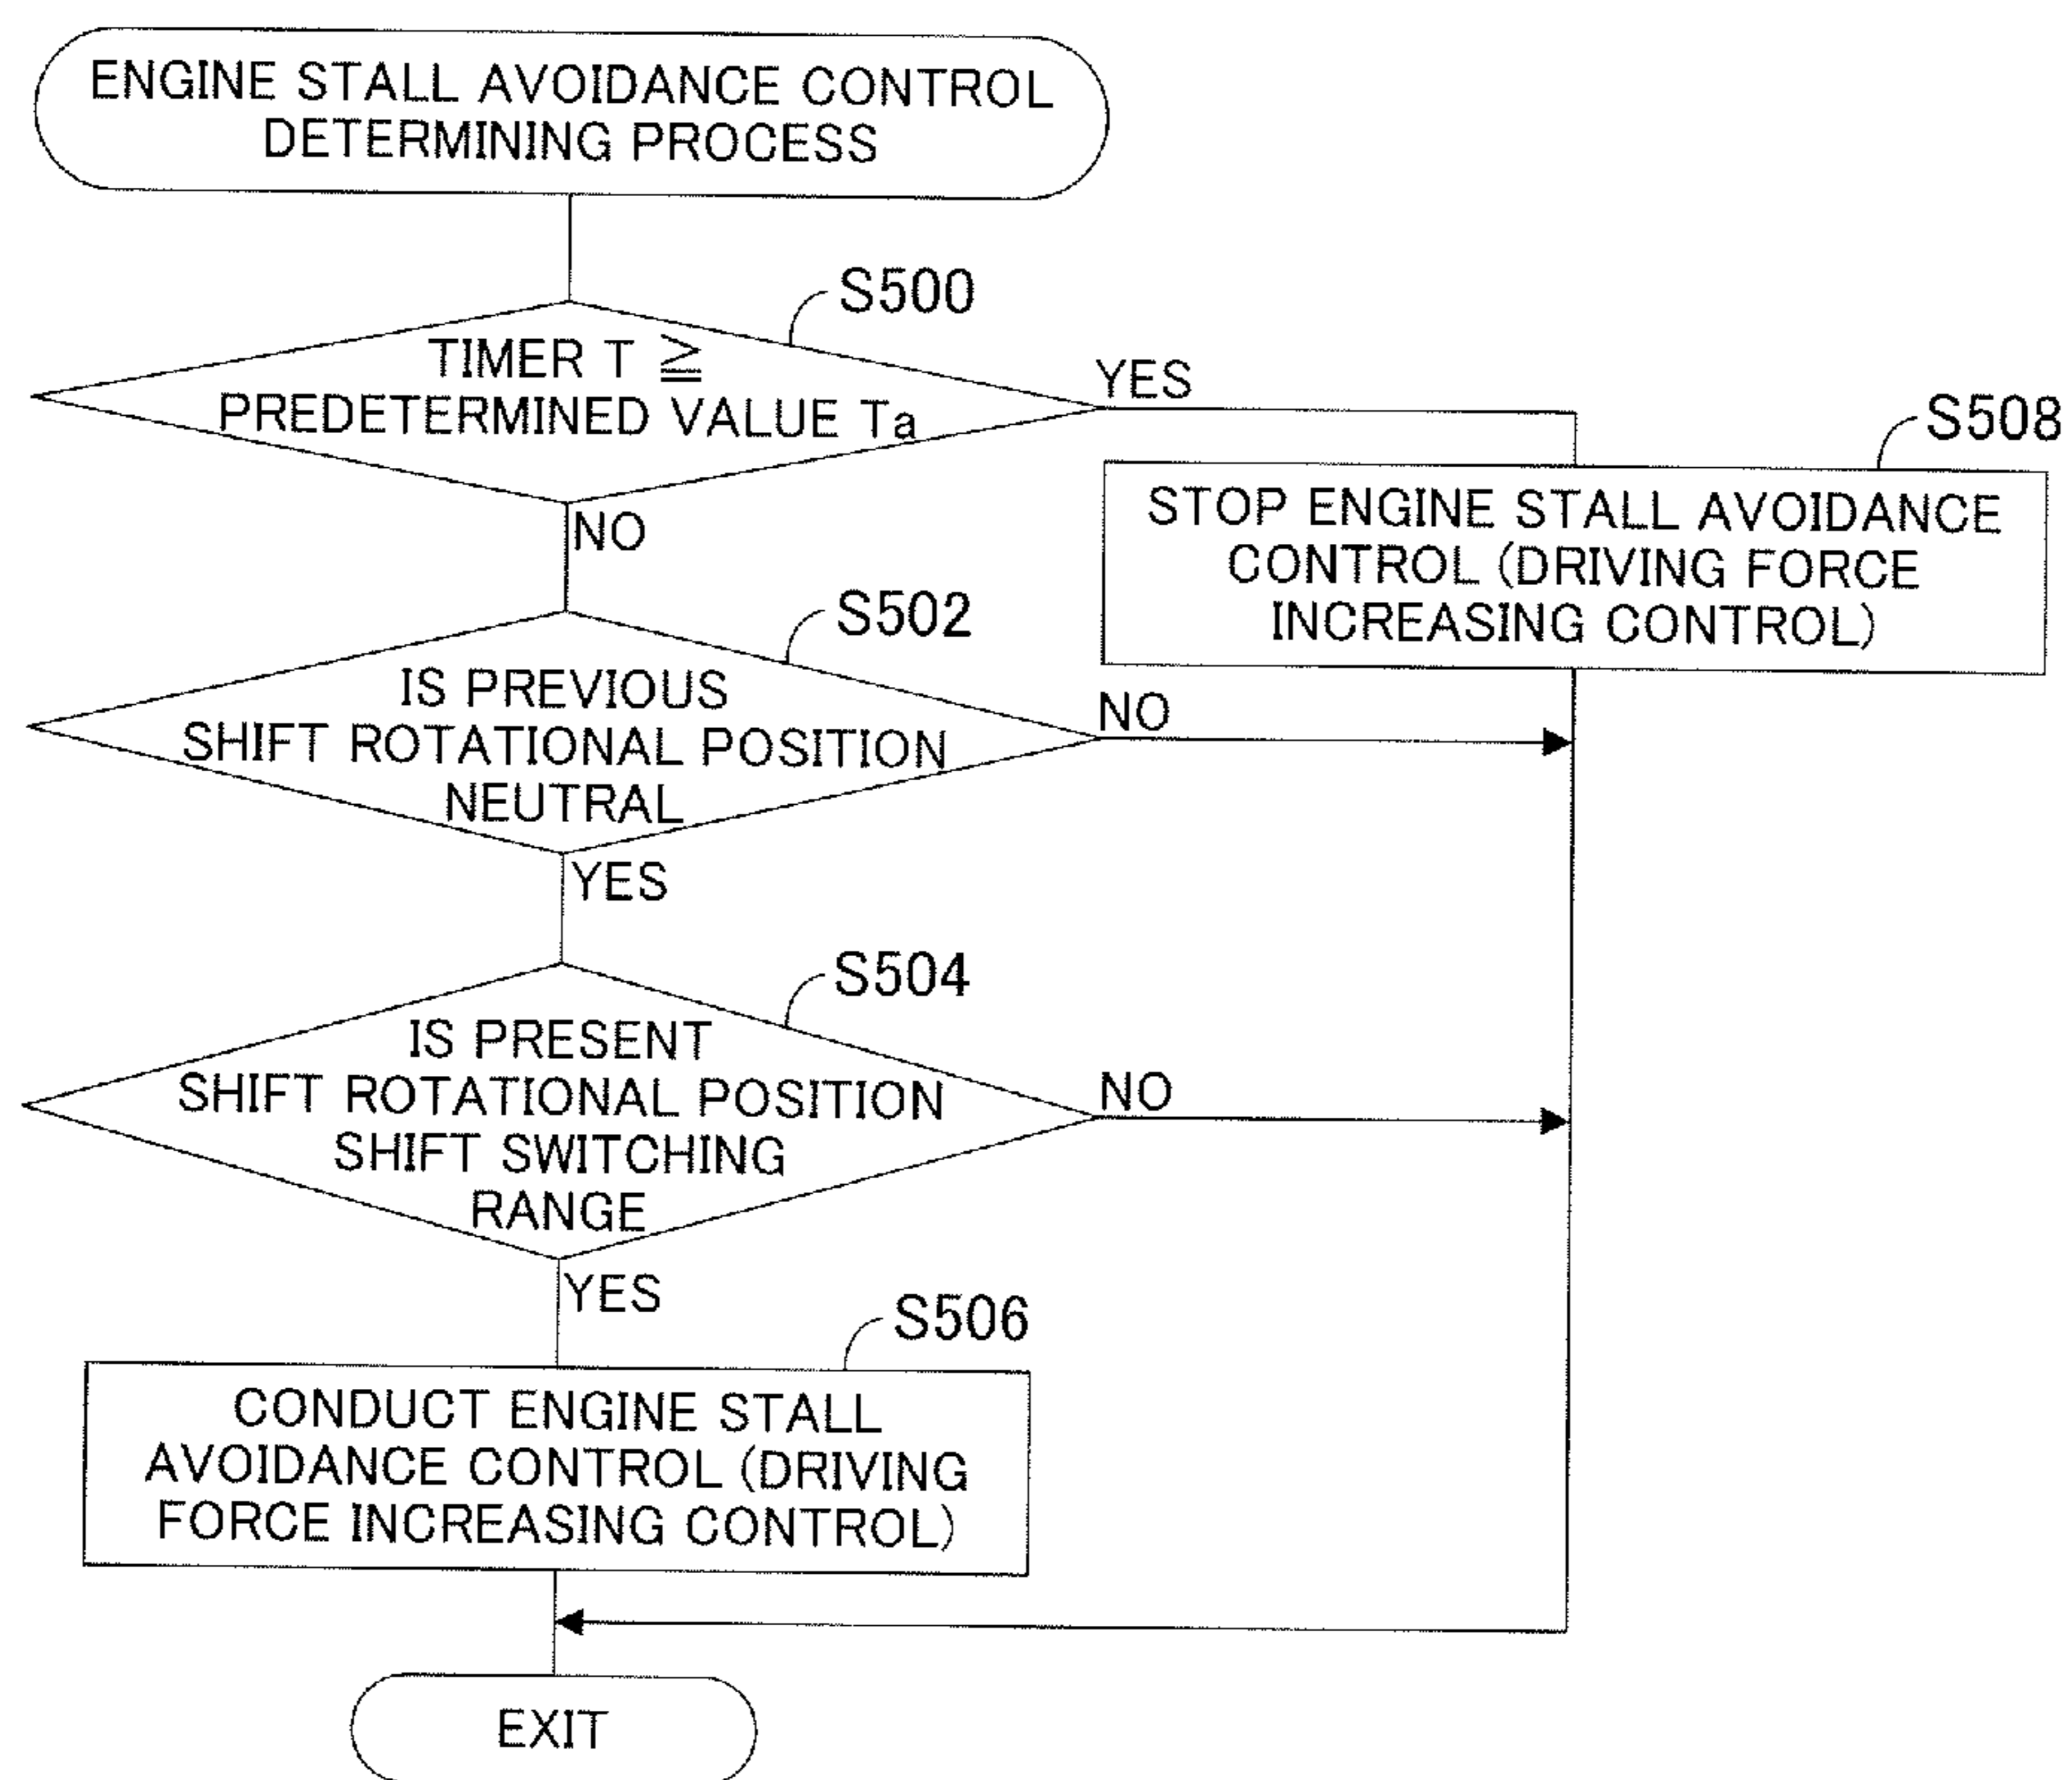 ENGINE STALL AVOIDANCE CONTROL
DETERMINING PROCESS
S500
TIMER T ≧
PREDETERMINED VALUE Ta
YES
NO
S508
STOP ENGINE STALL AVOIDANCE
CONTROL (DRIVING FORCE
INCREASING CONTROL)
S502
IS PREVIOUS
SHIFT ROTATIONAL POSITION
NEUTRAL
NO
YES
S504
IS PRESENT
SHIFT ROTATIONAL POSITION
SHIFT SWITCHING
RANGE
NO
YES
S506
CONDUCT ENGINE STALL
AVOIDANCE CONTROL (DRIVING
FORCE INCREASING CONTROL)
EXIT